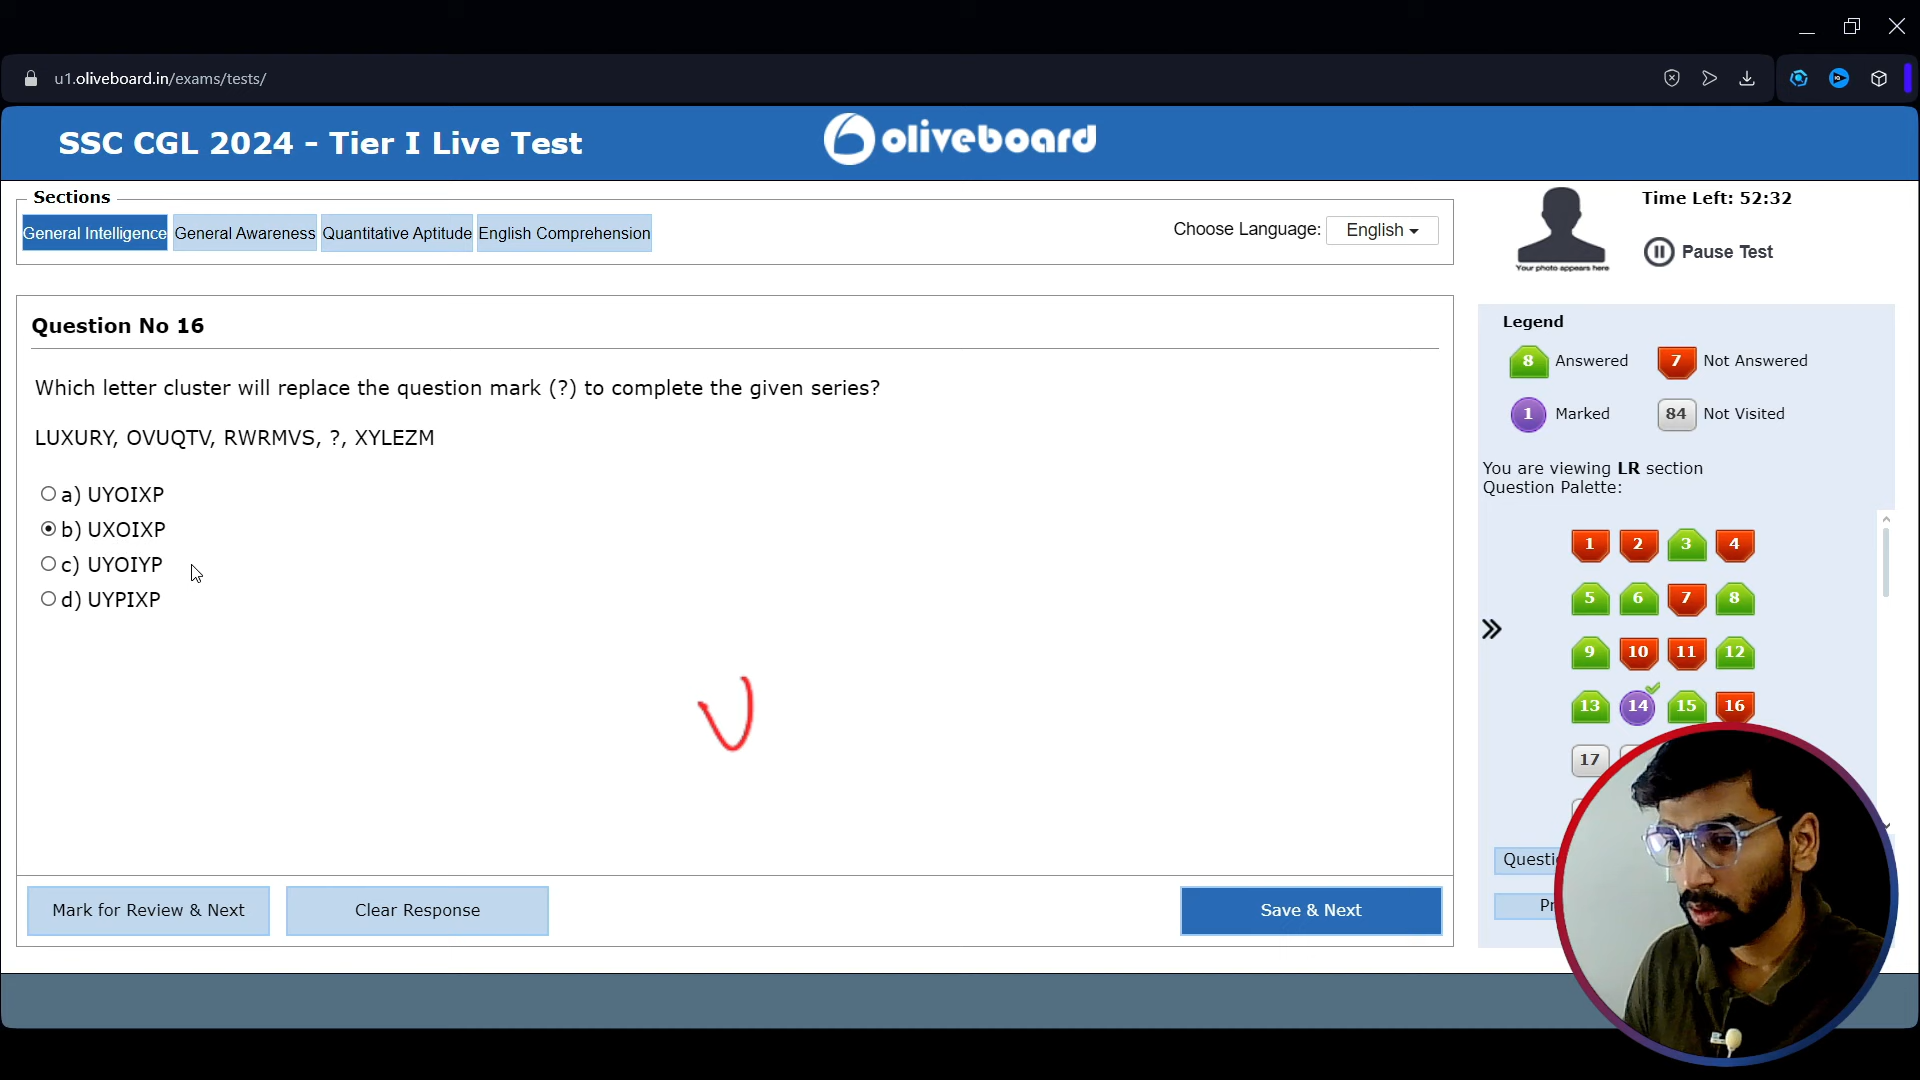 u1.oliveboard.in/exams/tests/
SSC CGL 2024 - Tier I Live Test
oliveboard
Sections
General Intelligence General Awareness Quantitative Aptitude English Comprehension
Choose Language: English
Your photo appears here
Time Left: 52:32
Pause Test
Question No 16
Which letter cluster will replace the question mark (?) to complete the given series?
LUXURY, OVUQTV, RWRMVS, ?, XYLEZM
a) UYOIXP
b) UXOIXP
c) UYOIYP
d) UYPIXP
Mark for Review & Next
Clear Response
Save & Next
Legend
8 Answered
7 Not Answered
1 Marked
84 Not Visited
You are viewing LR section
Question Palette:
1 2 3 4
5 6 7 8
9 10 11 12
13 14 15 16
17